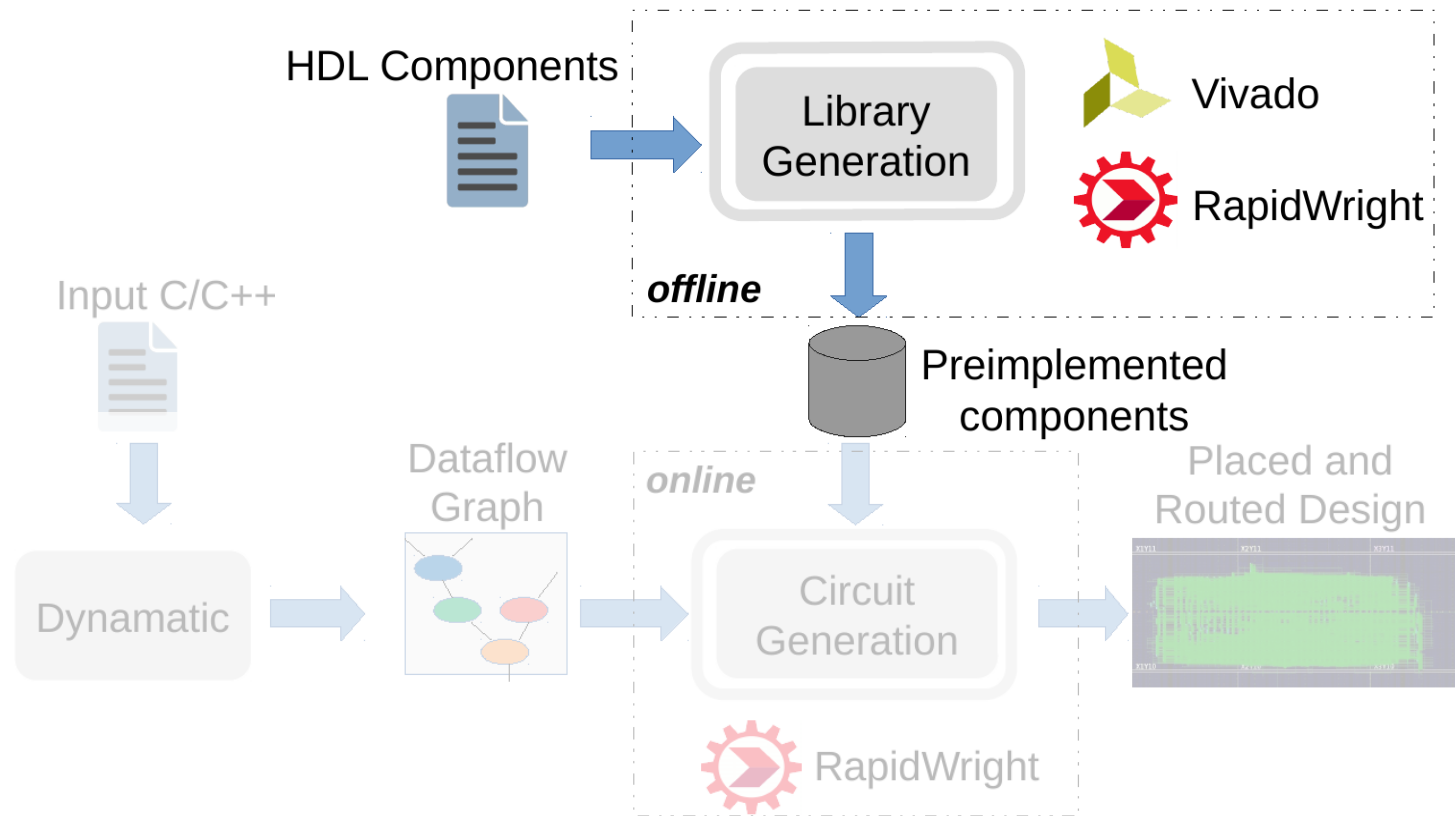 HDL Components
Library
Generation
Vivado
RapidWright
offline
Input C/C++
Preimplemented
components
Dataflow
Graph
online
Placed and
Routed Design
Dynamatic
Circuit
Generation
RapidWright